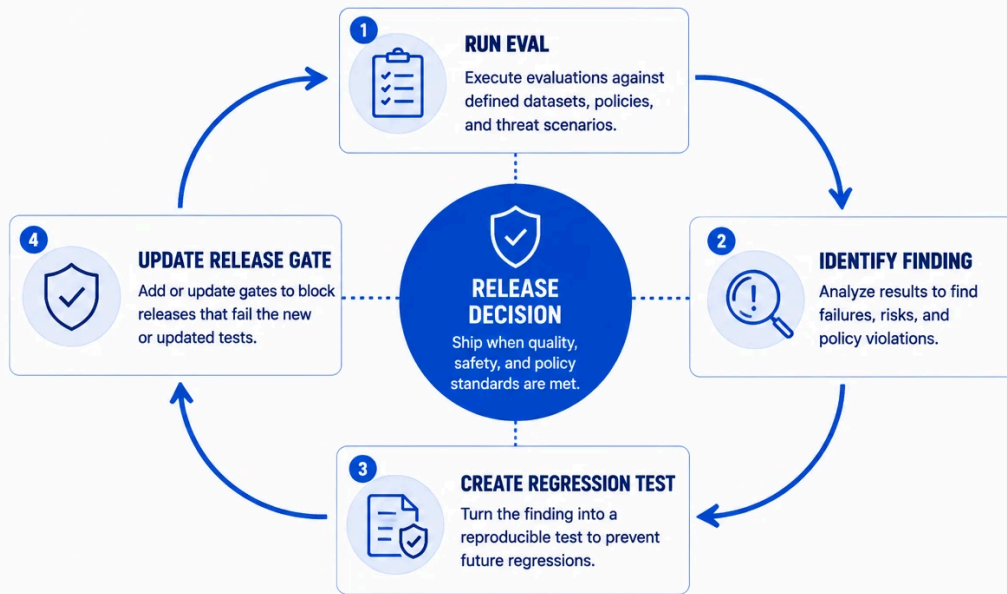 1
RUN EVAL
Execute evaluations against
defined datasets, policies,
and threat scenarios.
2
IDENTIFY FINDING
Analyze results to find
failures, risks, and
policy violations.
3
CREATE REGRESSION TEST
Turn the finding into a
reproducible test to prevent
future regressions.
4
UPDATE RELEASE GATE
Add or update gates to block
releases that fail the new
or updated tests.
RELEASE
DECISION
Ship when quality,
safety, and policy
standards are met.